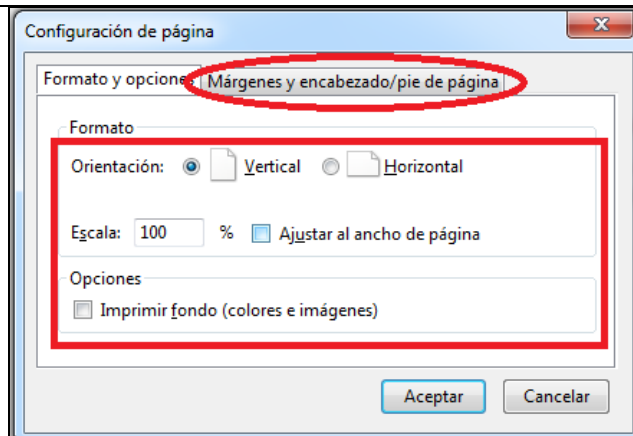 Configuración de página
Formato y opciones Márgenes y encabezado/pie de página
Formato
Orientación: Vertical Horizontal
Escala: 100 % Ajustar al ancho de página
Opciones
Imprimir fondo (colores e imágenes)
Aceptar Cancelar